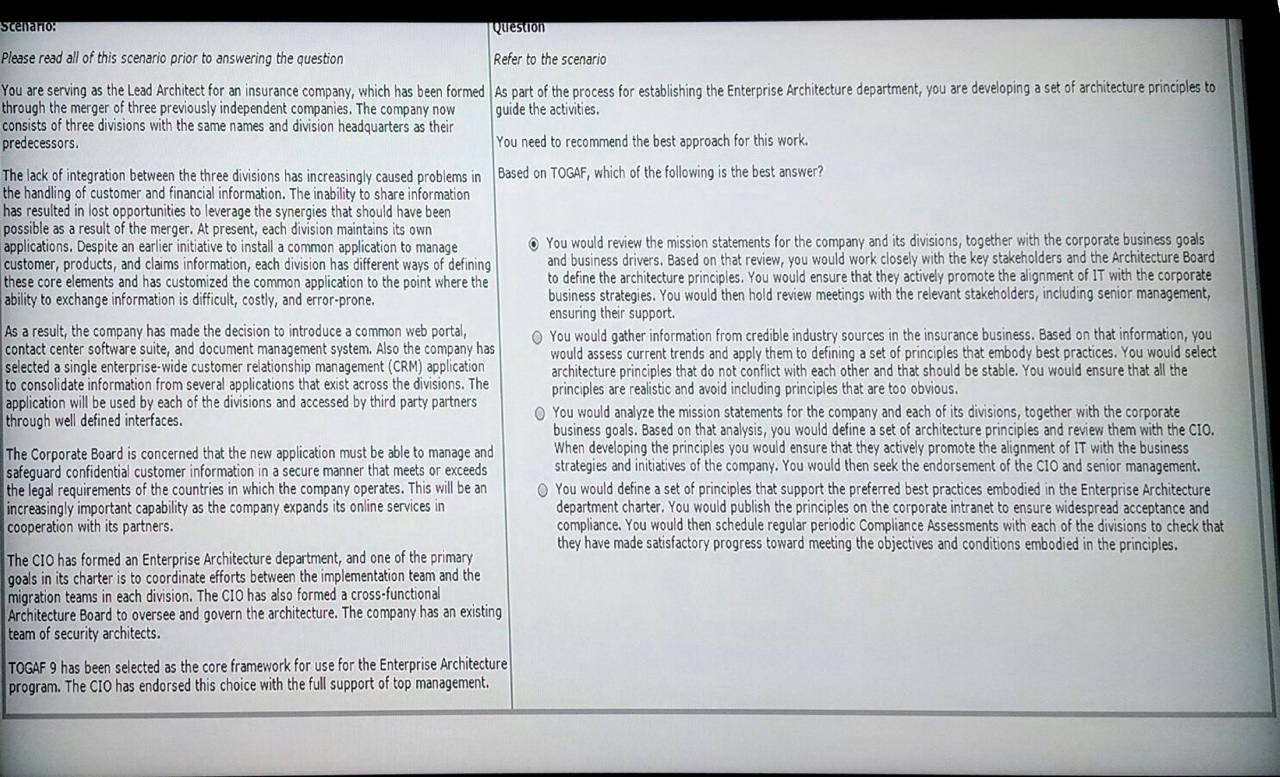 Scenario:
Please read all of this scenario prior to answering the question
You are serving as the Lead Architect for an insurance company, which has been formed
through the merger of three previously independent companies. The company now
consists of three divisions with the same names and division headquarters as their
predecessors.
The lack of integration between the three divisions has increasingly caused problems in
the handling of customer and financial information. The inability to share information
has resulted in lost opportunities to leverage the synergies that should have been
possible as a result of the merger. At present, each division maintains its own
applications. Despite an earlier initiative to install a common application to manage
customer, products, and claims information, each division has different ways of defining
these core elements and has customized the common application to the point where the
ability to exchange information is difficult, costly, and error-prone.
As a result, the company has made the decision to introduce a common web portal,
contact center software suite, and document management system. Also the company has
selected a single enterprise-wide customer relationship management (CRM) application
to consolidate information from several applications that exist across the divisions. The
application will be used by each of the divisions and accessed by third party partners
through well defined interfaces.
The Corporate Board is concerned that the new application must be able to manage and
safeguard confidential customer information in a secure manner that meets or exceeds
the legal requirements of the countries in which the company operates. This will be an
increasingly important capability as the company expands its online services in
cooperation with its partners.
The CIO has formed an Enterprise Architecture department, and one of the primary
goals in its charter is to coordinate efforts between the implementation team and the
migration teams in each division. The CIO has also formed a cross-functional
Architecture Board to oversee and govern the architecture. The company has an existing
team of security architects.
TOGAF 9 has been selected as the core framework for use for the Enterprise Architecture
program. The CIO has endorsed this choice with the full support of top management.
Question
Refer to the scenario
As part of the process for establishing the Enterprise Architecture department, you are developing a set of architecture principles to
guide the activities.
You need to recommend the best approach for this work.
Based on TOGAF, which of the following is the best answer?
You would review the mission statements for the company and its divisions, together with the corporate business goals
and business drivers. Based on that review, you would work closely with the key stakeholders and the Architecture Board
to define the architecture principles. You would ensure that they actively promote the alignment of IT with the corporate
business strategies. You would then hold review meetings with the relevant stakeholders, including senior management,
ensuring their support.
You would gather information from credible industry sources in the insurance business. Based on that information, you
would assess current trends and apply them to defining a set of principles that embody best practices. You would select
architecture principles that do not conflict with each other and that should be stable. You would ensure that all the
principles are realistic and avoid including principles that are too obvious.
You would analyze the mission statements for the company and each of its divisions, together with the corporate
business goals. Based on that analysis, you would define a set of architecture principles and review them with the CIO.
When developing the principles you would ensure that they actively promote the alignment of IT with the business
strategies and initiatives of the company. You would then seek the endorsement of the CIO and senior management.
You would define a set of principles that support the preferred best practices embodied in the Enterprise Architecture
department charter. You would publish the principles on the corporate intranet to ensure widespread acceptance and
compliance. You would then schedule regular periodic Compliance Assessments with each of the divisions to check that
they have made satisfactory progress toward meeting the objectives and conditions embodied in the principles.